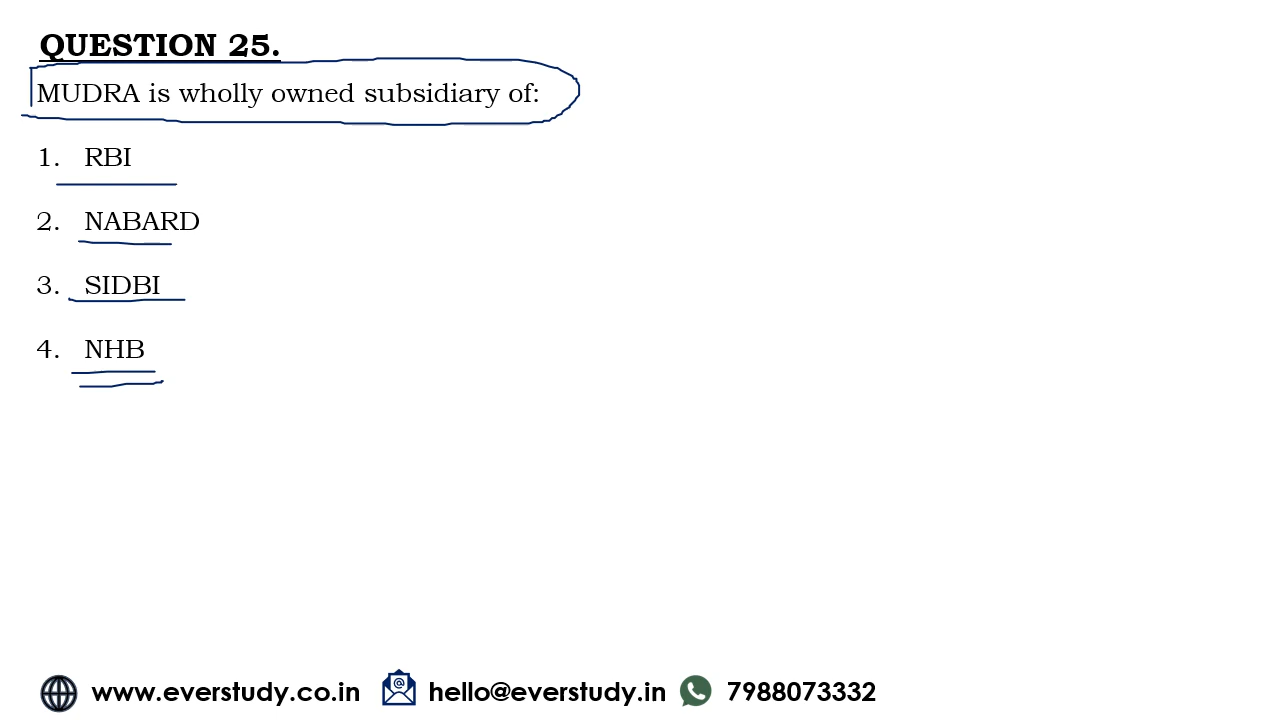 QUESTION 25.
MUDRA is wholly owned subsidiary of:
1. RBI
2. NABARD
3. SIDBI
4. NHB
www.everstudy.co.in hello@everstudy.in 7988073332